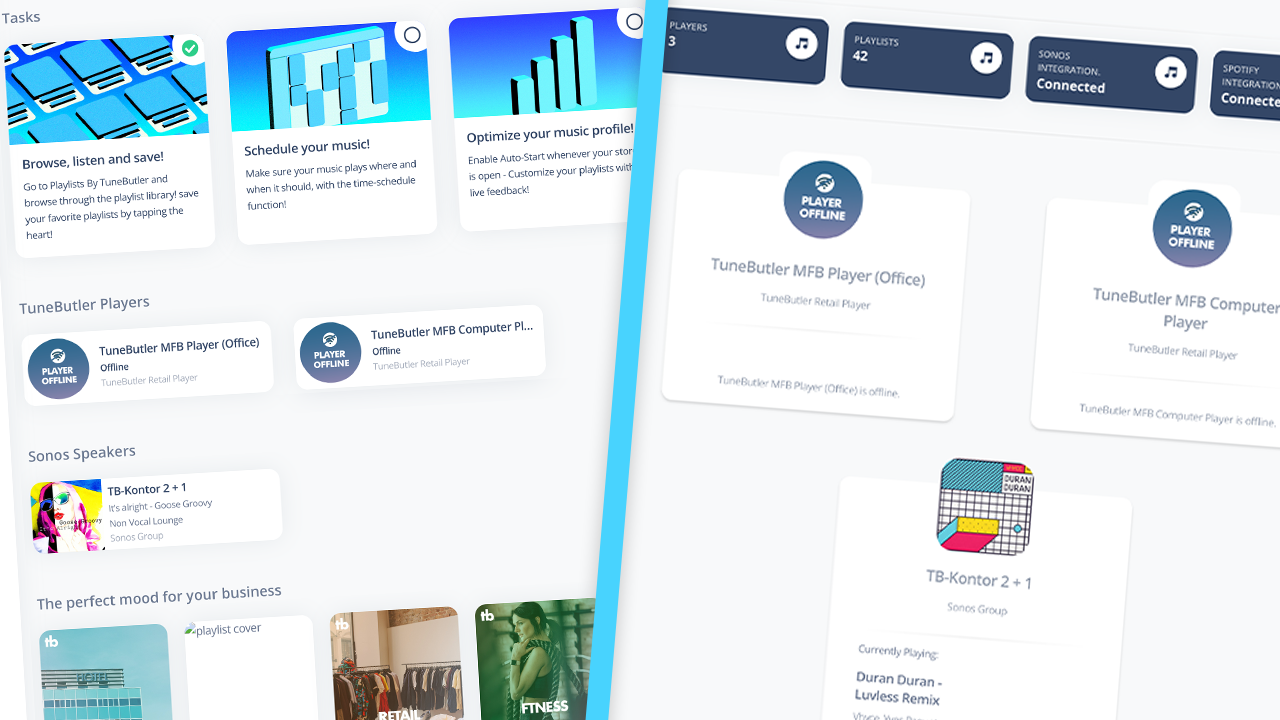 Tasks
Browse, listen and save!
Go to Playlists By TuneButler and
browse through the playlist library! save
your favorite playlists by tapping the
heart!
Schedule your music!
Make sure your music plays where and
when it should, with the time-schedule
function!
Optimize your music profile!
Enable Auto-Start whenever your
is open - Customize your playlists
live feedback!
TuneButler Players
PLAYER
OFFLINE
TuneButler MFB Player (Office)
Offline
TuneButler Retail Player
PLAYER
OFFLINE
TuneButler MFB Computer Pl...
Offline
TuneButler Retail Player
Sonos Speakers
TB-Kontor 2 + 1
It's alright - Goose Groovy
Non Vocal Lounge
Sonos Group
The perfect mood for your business
tb
playlist cover
tb
RETAIL
tb
FTNESS
PLAYERS
3
PLAYLISTS
42
SONOS
INTEGRATION.
Connected
SPOTIFY
INTEGRATION
Connecte
PLAYER
OFFLINE
TuneButler MFB Player (Office)
TuneButler Retail Player
TuneButler MFB Player (Office) is offline.
PLAYER
OFFLINE
TuneButler MFB Computer
Player
TuneButler Retail Player
TuneButler MFB Computer Player is offline.
DURAN
DURAN
TB-Kontor 2 + 1
Sonos Group
Currently Playing:
Duran Duran -
Luvless Remix